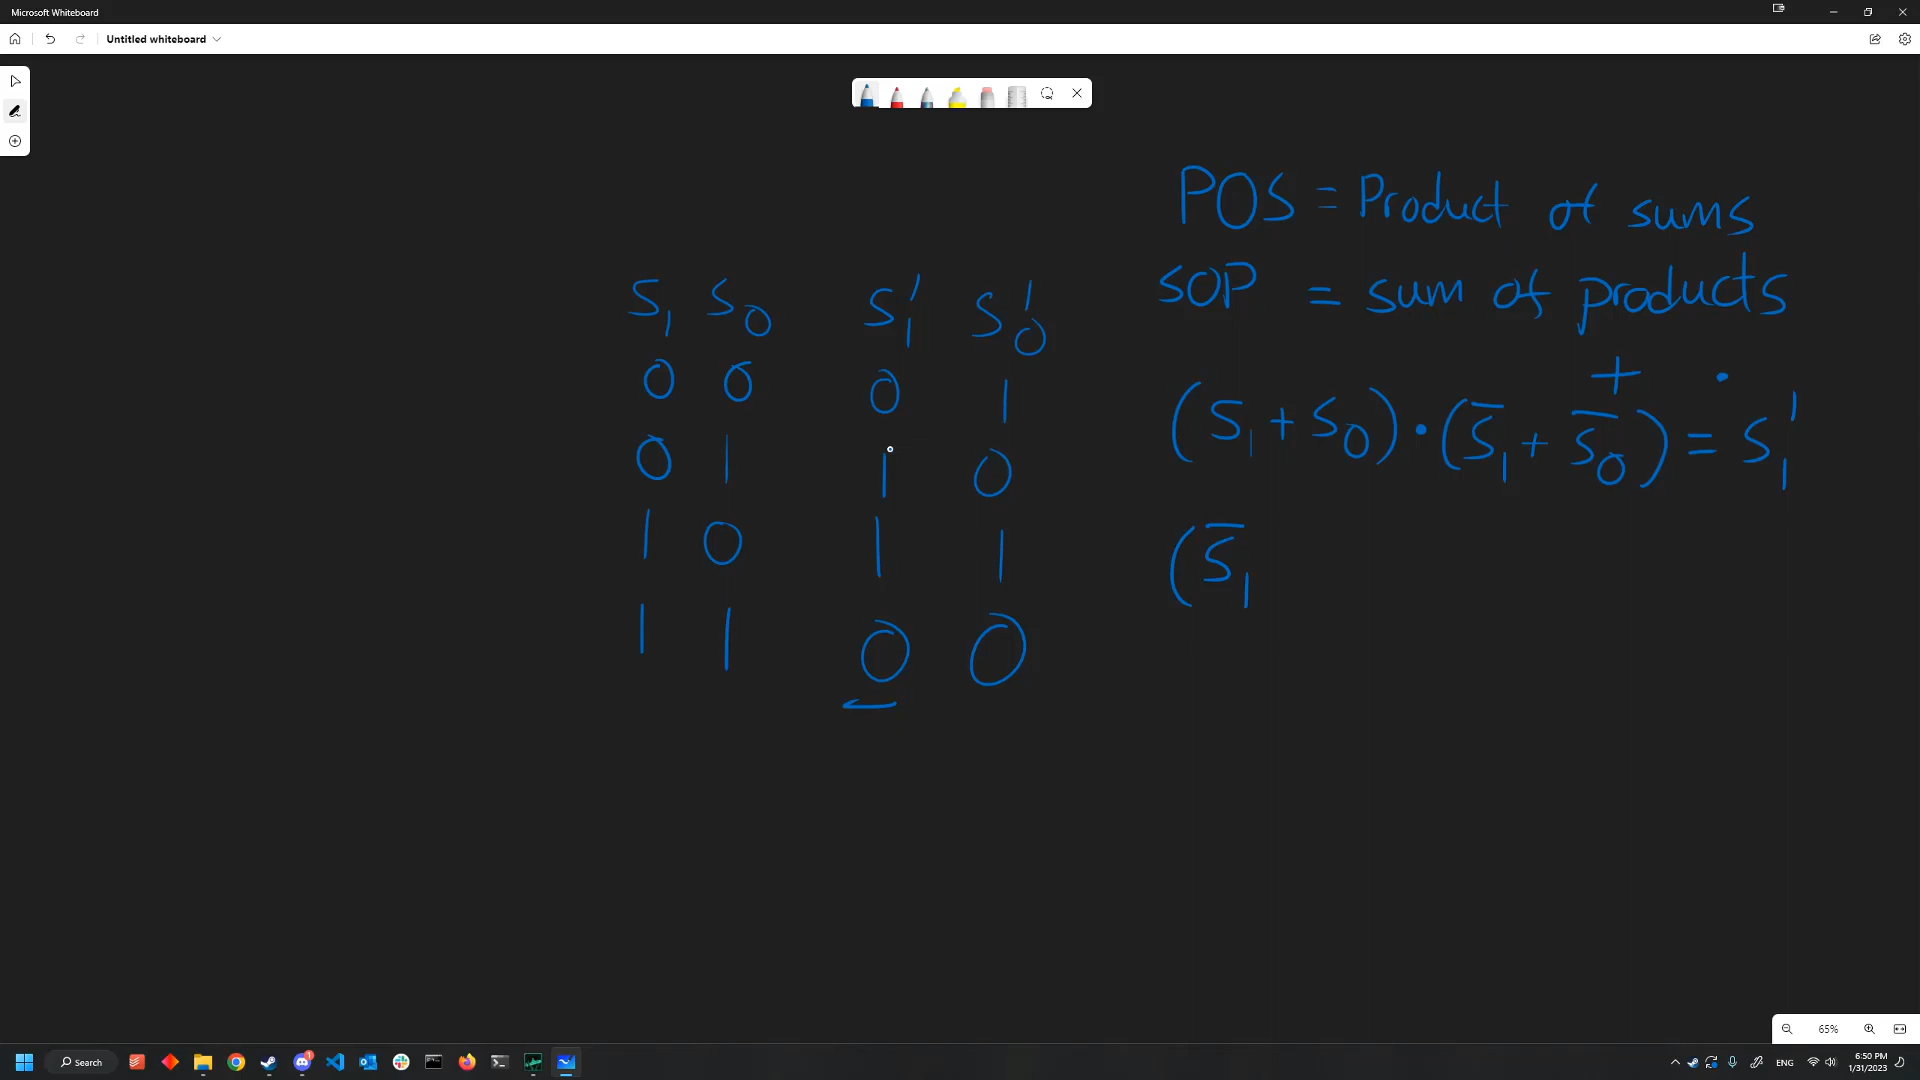 Microsoft Whiteboard
Untitled whiteboard
POS = Product of sums
SOP = sum of products
+ ·
(S₁ + S₀) · (S̅₁ + S̅₀) = S₁'
(S̅₁
S₁ S₀ S₁' S₀'
0 0 0 1
0 1 1 0
1 0 1 1
1 1 0 0
65%
Search
1
ENG
6:50 PM
1/31/2023